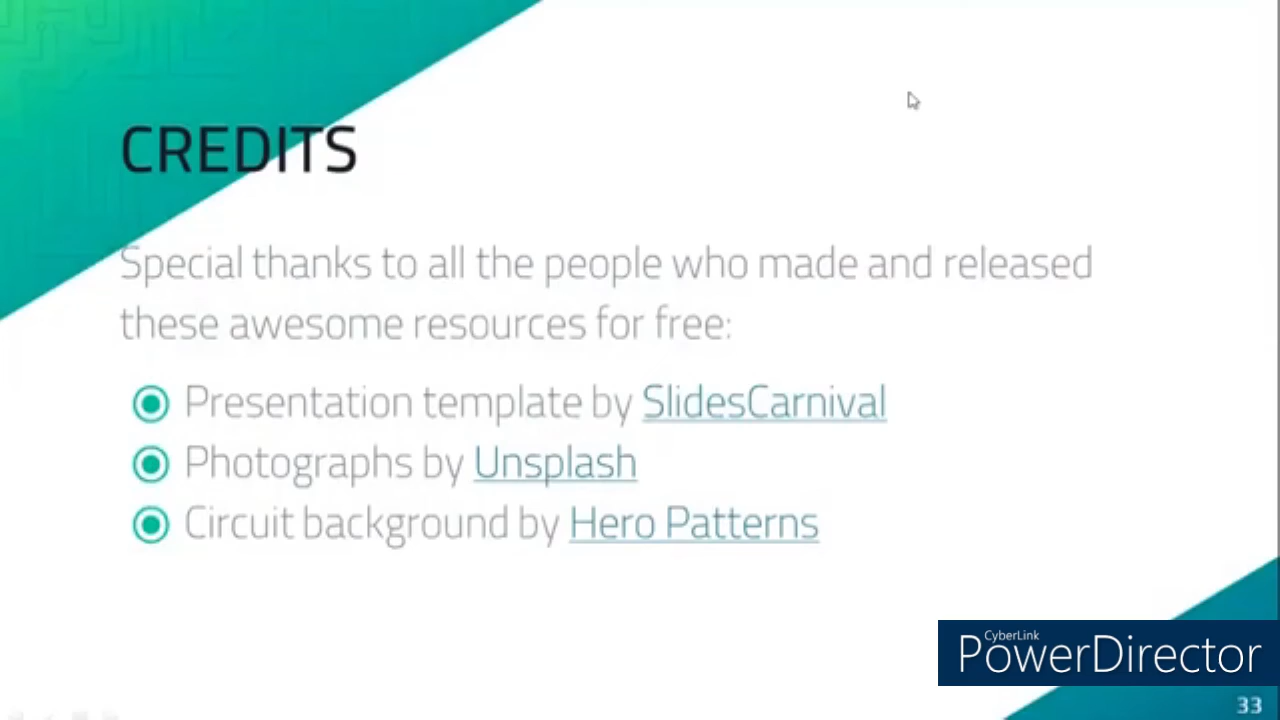 CREDITS
Special thanks to all the people who made and released
these awesome resources for free:
Presentation template by SlidesCarnival
Photographs by Unsplash
Circuit background by Hero Patterns
CyberLink
PowerDirector
33